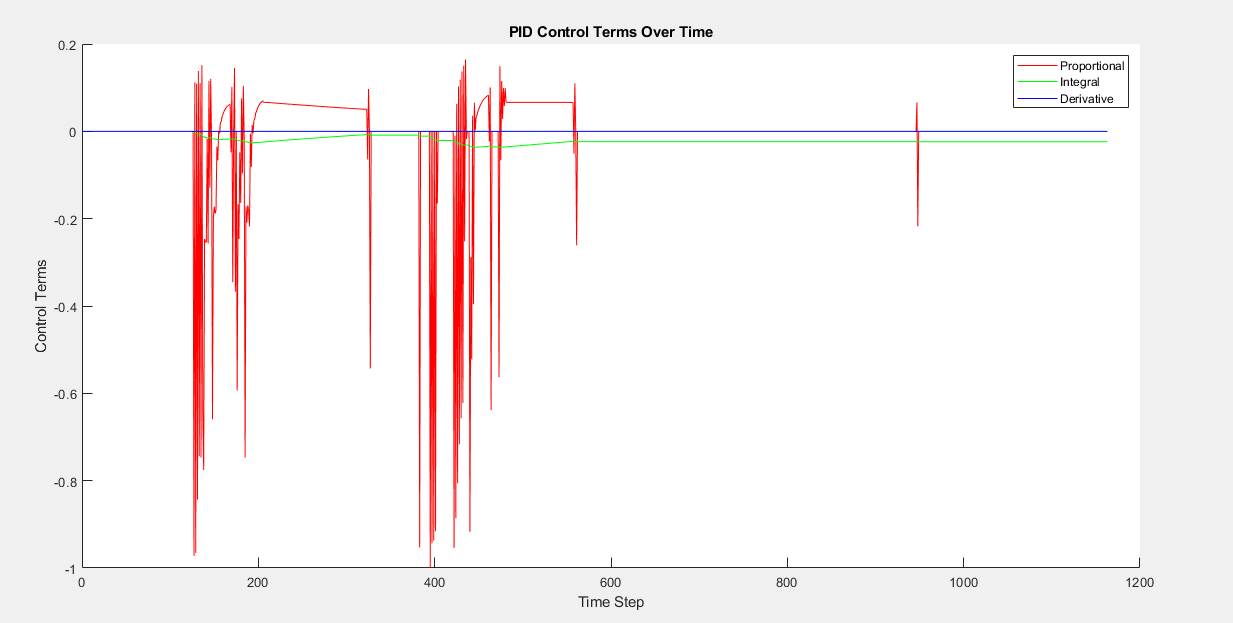 PID Control Terms Over Time
0.2
0
-0.2
-0.4
-0.6
-0.8
-1
Control Terms
Proportional
Integral
Derivative
0 200 400 600 800 1000 1200
Time Step